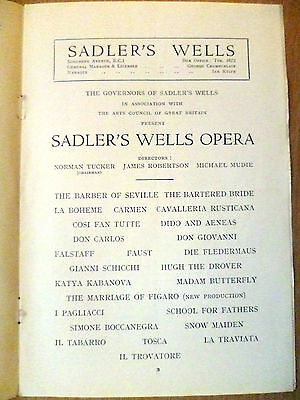 SADLER'S WELLS
ROSEBERY AVENUE, E.C.1 BOX OFFICE: TER. 1672
GENERAL MANAGER & LICENSEE .. .. .. GEORGE CHAMBERLAIN
MANAGER .. .. .. .. .. .. IAN KELVE
THE GOVERNORS OF SADLER'S WELLS
IN ASSOCIATION WITH
THE ARTS COUNCIL OF GREAT BRITAIN
PRESENT
SADLER'S WELLS OPERA
DIRECTORS:
NORMAN TUCKER JAMES ROBERTSON MICHAEL MUDIE
(CHAIRMAN)
THE BARBER OF SEVILLE THE BARTERED BRIDE
LA BOHEME CARMEN CAVALLERIA RUSTICANA
COSI FAN TUTTE DIDO AND AENEAS
DON CARLOS DON GIOVANNI
FALSTAFF FAUST DIE FLEDERMAUS
GIANNI SCHICCHI HUGH THE DROVER
KATYA KABANOVA MADAM BUTTERFLY
THE MARRIAGE OF FIGARO (NEW PRODUCTION)
I PAGLIACCI SCHOOL FOR FATHERS
SIMONE BOCCANEGRA SNOW MAIDEN
IL TABARRO TOSCA LA TRAVIATA
IL TROVATORE
3